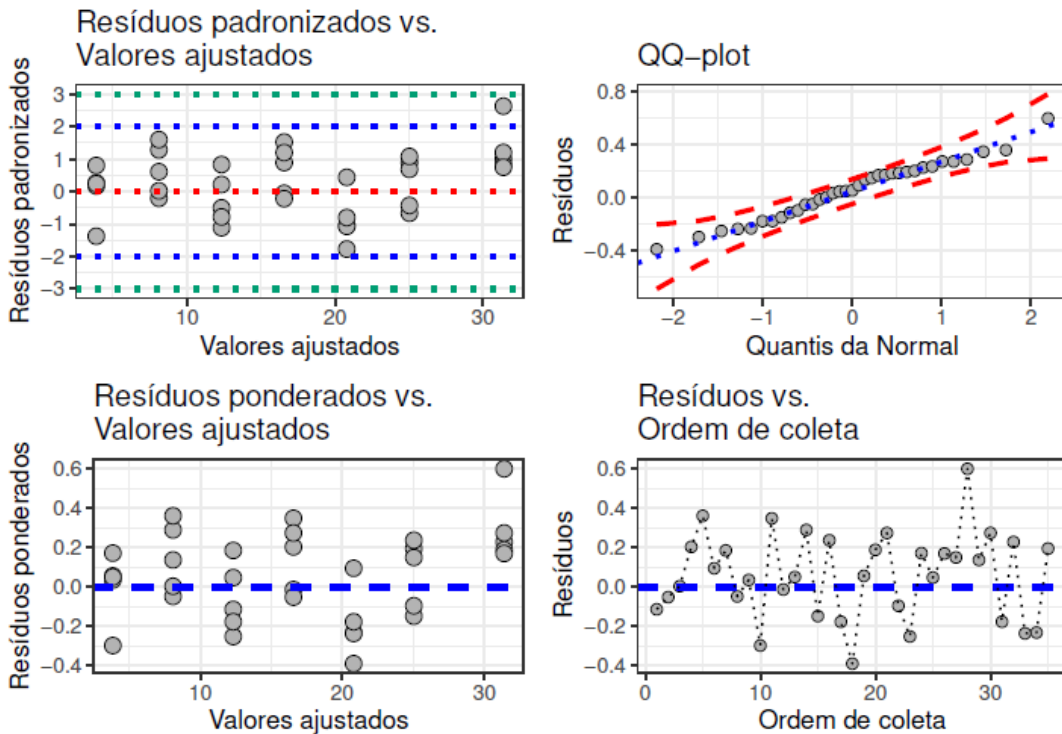 Resíduos padronizados vs.
Valores ajustados
Resíduos padronizados
3
2
1
0
−1
−2
−3
10
20
30
Valores ajustados
QQ−plot
Resíduos
0.8
0.4
0.0
−0.4
−2
−1
0
1
2
Quantis da Normal
Resíduos ponderados vs.
Valores ajustados
Resíduos ponderados
0.6
0.4
0.2
0.0
−0.2
−0.4
10
20
30
Valores ajustados
Resíduos vs.
Ordem de coleta
Resíduos
0.6
0.4
0.2
0.0
−0.2
−0.4
0
10
20
30
Ordem de coleta